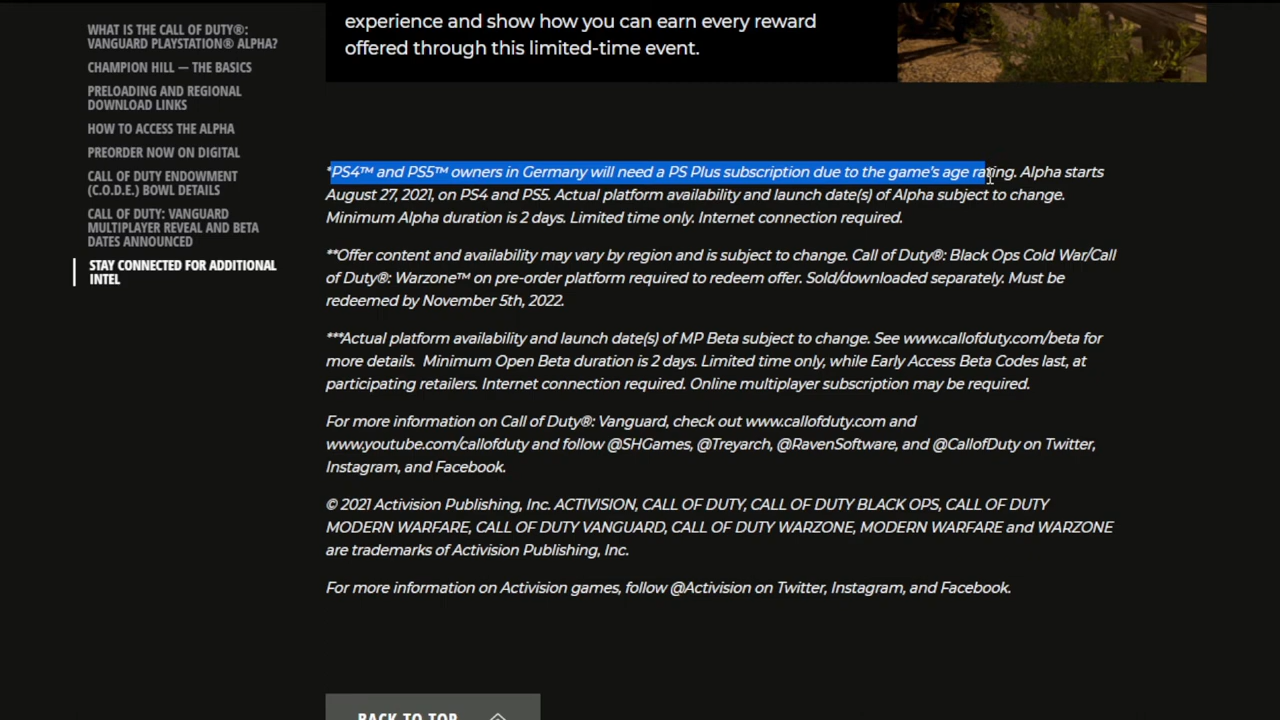 WHAT IS THE CALL OF DUTY®:
VANGUARD PLAYSTATION® ALPHA?
CHAMPION HILL — THE BASICS
PRELOADING AND REGIONAL
DOWNLOAD LINKS
HOW TO ACCESS THE ALPHA
PREORDER NOW ON DIGITAL
CALL OF DUTY ENDOWMENT
(C.O.D.E.) BOWL DETAILS
CALL OF DUTY: VANGUARD
MULTIPLAYER REVEAL AND BETA
DATES ANNOUNCED
STAY CONNECTED FOR ADDITIONAL
INTEL
experience and show how you can earn every reward
offered through this limited-time event.
*PS4™ and PS5™ owners in Germany will need a PS Plus subscription due to the game's age rating. Alpha starts
August 27, 2021, on PS4 and PS5. Actual platform availability and launch date(s) of Alpha subject to change.
Minimum Alpha duration is 2 days. Limited time only. Internet connection required.
**Offer content and availability may vary by region and is subject to change. Call of Duty®: Black Ops Cold War/Call
of Duty®: Warzone™ on pre-order platform required to redeem offer. Sold/downloaded separately. Must be
redeemed by November 5th, 2022.
***Actual platform availability and launch date(s) of MP Beta subject to change. See www.callofduty.com/beta for
more details. Minimum Open Beta duration is 2 days. Limited time only, while Early Access Beta Codes last, at
participating retailers. Internet connection required. Online multiplayer subscription may be required.
For more information on Call of Duty®: Vanguard, check out www.callofduty.com and
www.youtube.com/callofduty and follow @SHGames, @Treyarch, @RavenSoftware, and @CallofDuty on Twitter,
Instagram, and Facebook.
© 2021 Activision Publishing, Inc. ACTIVISION, CALL OF DUTY, CALL OF DUTY BLACK OPS, CALL OF DUTY
MODERN WARFARE, CALL OF DUTY VANGUARD, CALL OF DUTY WARZONE, MODERN WARFARE and WARZONE
are trademarks of Activision Publishing, Inc.
For more information on Activision games, follow @Activision on Twitter, Instagram, and Facebook.
BACK TO TOP